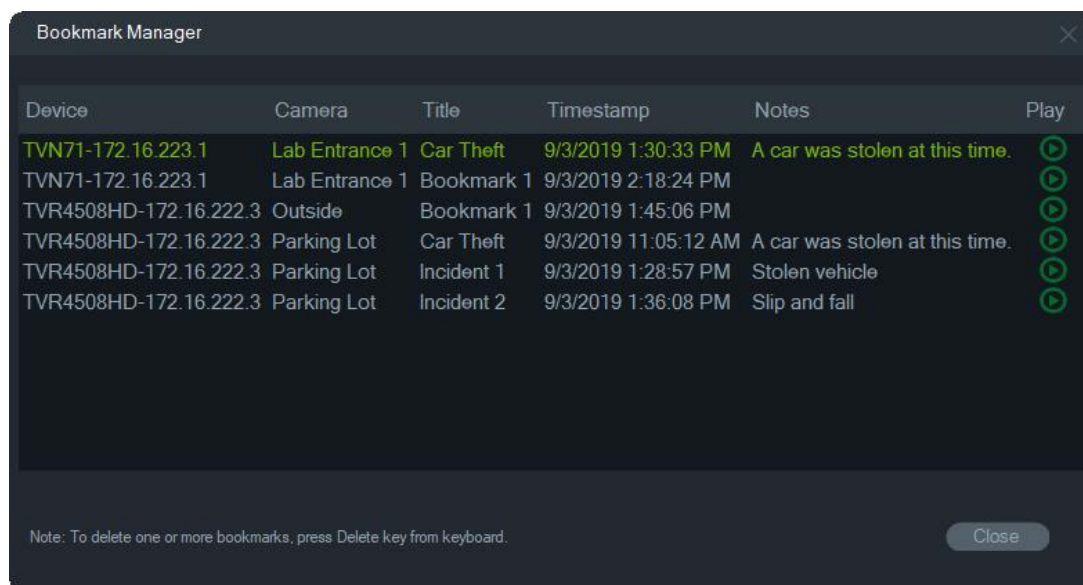 Bookmark Manager
Device Camera Title Timestamp Notes Play
TVN71-172.16.223.1 Lab Entrance 1 Car Theft 9/3/2019 1:30:33 PM A car was stolen at this time.
TVN71-172.16.223.1 Lab Entrance 1 Bookmark 1 9/3/2019 2:18:24 PM
TVR4508HD-172.16.222.3 Outside Bookmark 1 9/3/2019 1:45:06 PM
TVR4508HD-172.16.222.3 Parking Lot Car Theft 9/3/2019 11:05:12 AM A car was stolen at this time.
TVR4508HD-172.16.222.3 Parking Lot Incident 1 9/3/2019 1:28:57 PM Stolen vehicle
TVR4508HD-172.16.222.3 Parking Lot Incident 2 9/3/2019 1:36:08 PM Slip and fall
Note: To delete one or more bookmarks, press Delete key from keyboard.
Close